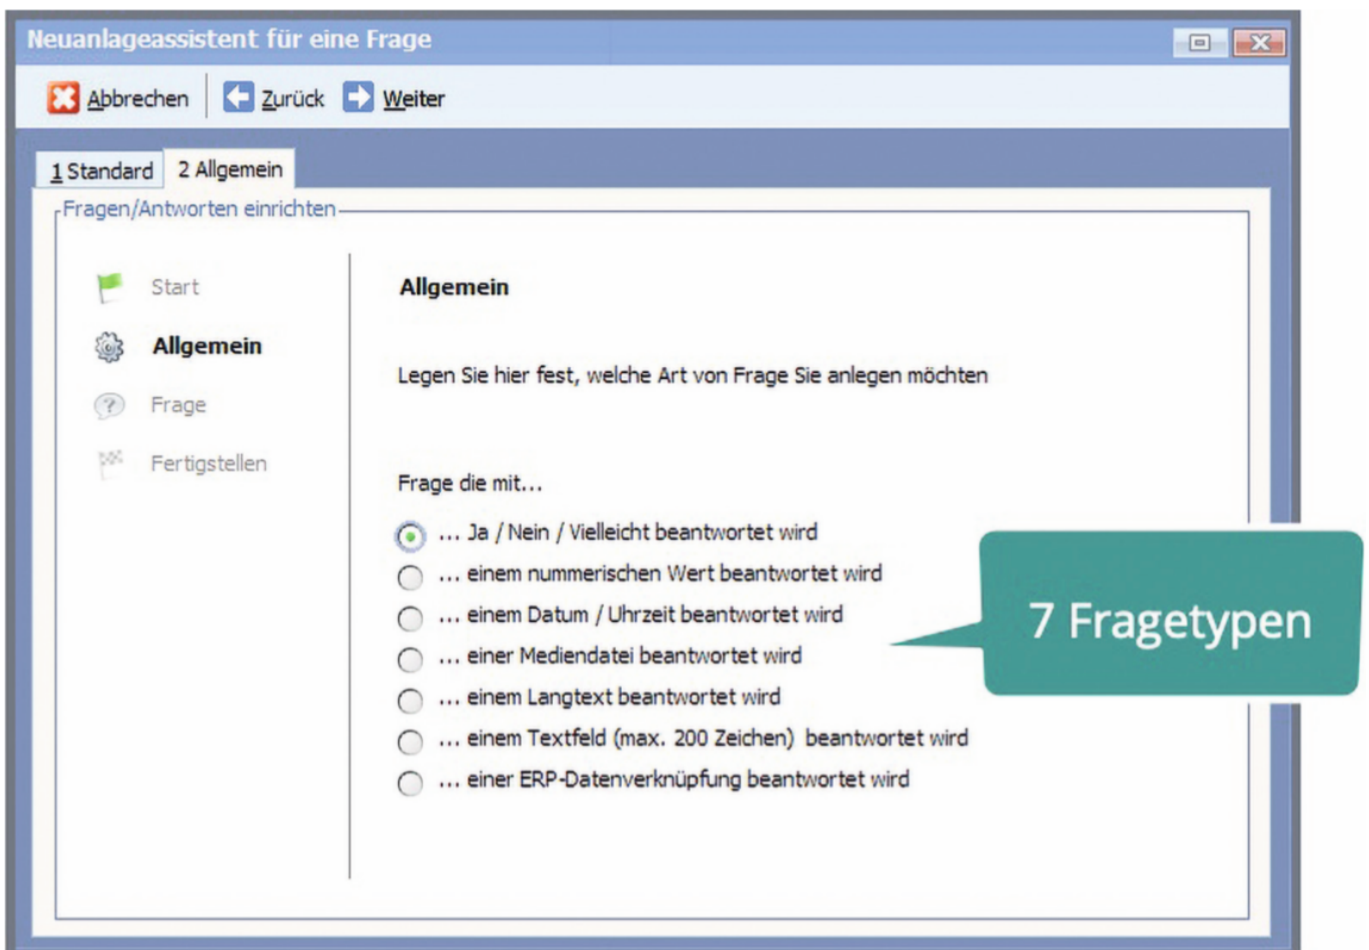 Neuanlageassistent für eine Frage
Abbrechen Zurück Weiter
1 Standard 2 Allgemein
Fragen/Antworten einrichten
Start
Allgemein
Frage
Fertigstellen
Allgemein
Legen Sie hier fest, welche Art von Frage Sie anlegen möchten
Frage die mit...
... Ja / Nein / Vielleicht beantwortet wird
... einem nummerischen Wert beantwortet wird
... einem Datum / Uhrzeit beantwortet wird
... einer Mediendatei beantwortet wird
... einem Langtext beantwortet wird
... einem Textfeld (max. 200 Zeichen) beantwortet wird
... einer ERP-Datenverknüpfung beantwortet wird
7 Fragetypen